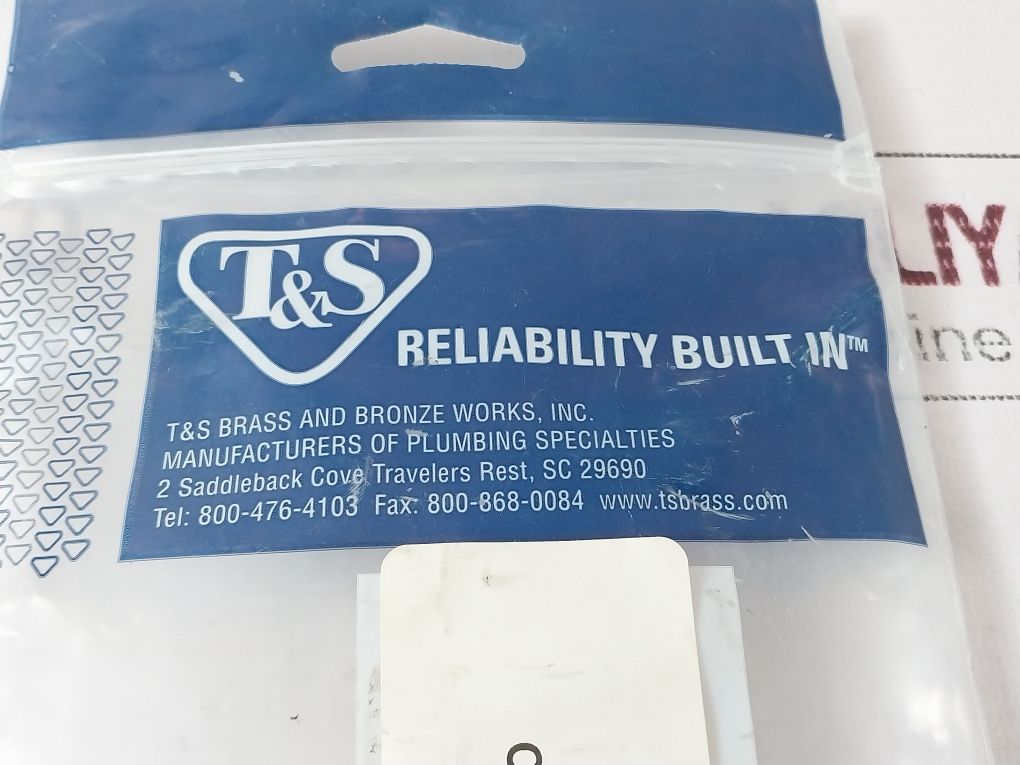 T&S
RELIABILITY BUILT IN™
T&S BRASS AND BRONZE WORKS, INC.
MANUFACTURERS OF PLUMBING SPECIALTIES
2 Saddleback Cove Travelers Rest, SC 29690
Tel: 800-476-4103 Fax: 800-868-0084 www.tsbrass.com